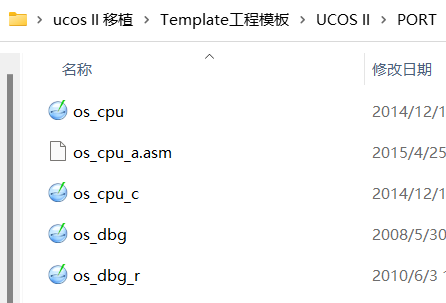 ucos II 移植 > Template工程模板 > UCOS II > PORT
名称 修改日期
os_cpu 2014/12/1
os_cpu_a.asm 2015/4/25
os_cpu_c 2014/12/1
os_dbg 2008/5/30
os_dbg_r 2010/6/3 1